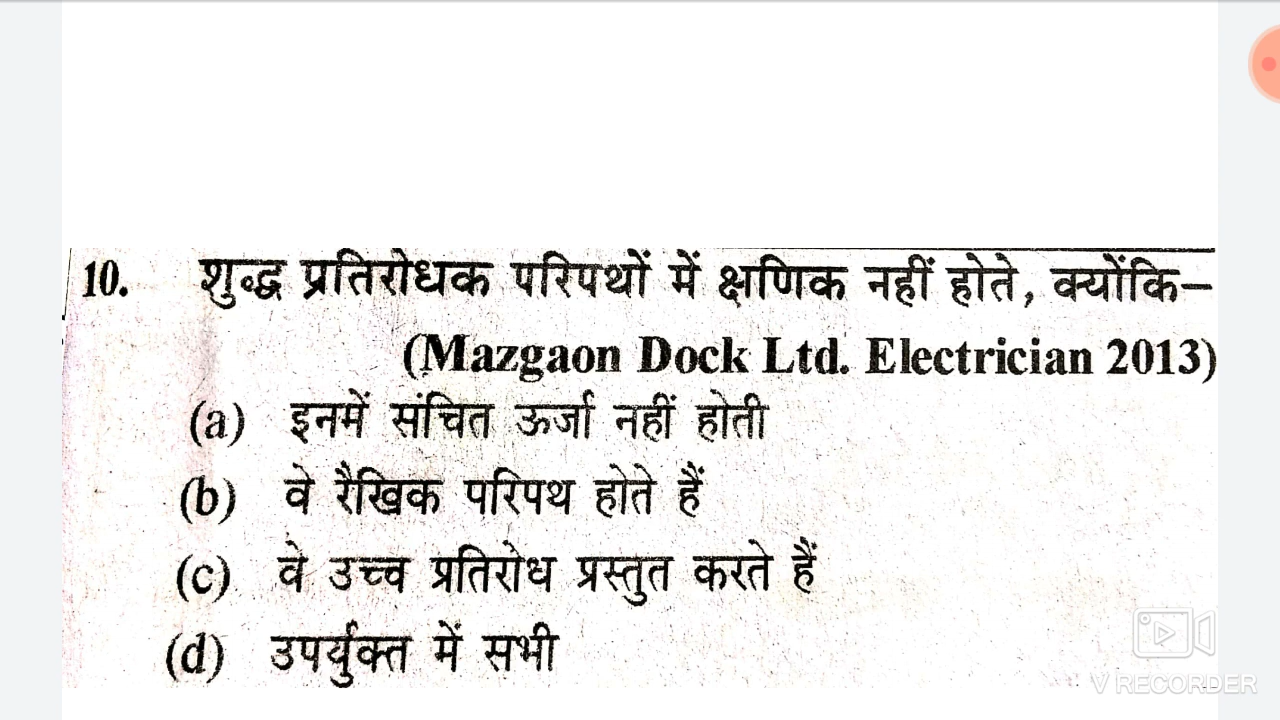 10. शुद्ध प्रतिरोधक परिपथों में क्षणिक नहीं होते, क्योंकि–
(Mazgaon Dock Ltd. Electrician 2013)
(a) इनमें संचित ऊर्जा नहीं होती
(b) वे रैखिक परिपथ होते हैं
(c) वे उच्च प्रतिरोध प्रस्तुत करते हैं
(d) उपर्युक्त में सभी
V RECORDER